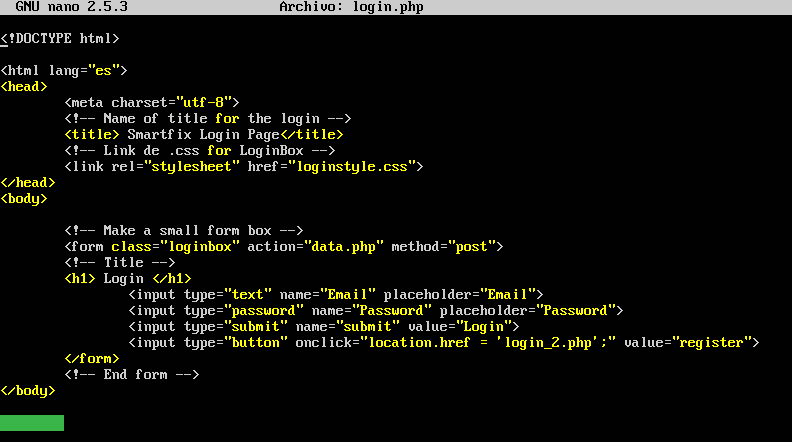 GNU nano 2.5.3 Archivo: login.php
<!DOCTYPE html>
<html lang="es">
<head>
<meta charset="utf-8">
<!-- Name of title for the login -->
<title> Smartfix Login Page</title>
<!-- Link de .css for LoginBox -->
<link rel="stylesheet" href="loginstyle.css">
</head>
<body>
<!-- Make a small form box -->
<form class="loginbox" action="data.php" method="post">
<!-- Title -->
<h1> Login </h1>
<input type="text" name="Email" placeholder="Email">
<input type="password" name="Password" placeholder="Password">
<input type="submit" name="submit" value="Login">
<input type="button" onclick="location.href = 'login_2.php';" value="register">
</form>
<!-- End form -->
</body>